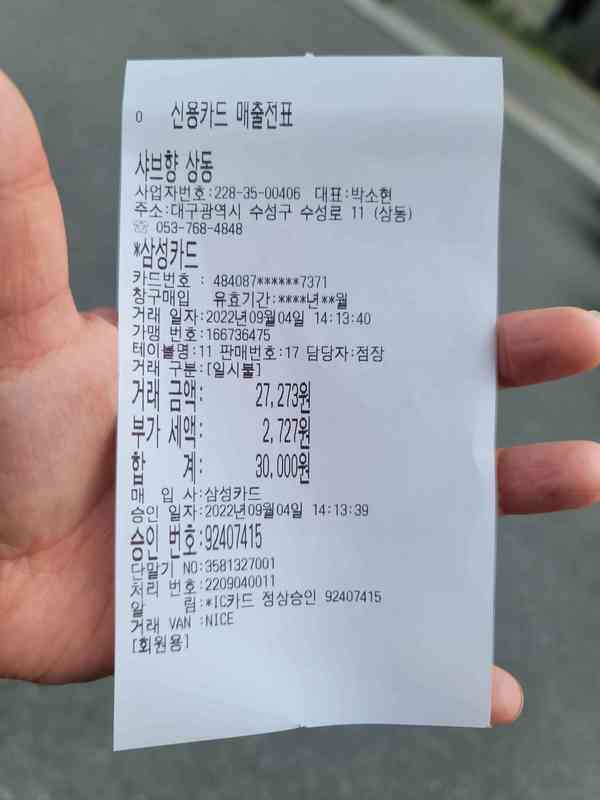 0 신용카드 매출전표
샤브향 상동
사업자번호:228-35-00406 대표:박소현
주소:대구광역시 수성구 수성로 11 (상동)
☏ 053-768-4848
*삼성카드
카드번호 : 484087******7371
창구매입 유효기간:****년**월
거래 일자:2022년09월04일 14:13:40
가맹 번호:166736475
테이블명:11 판매번호:17 담당자:점장
거래 구분:[일시불]
거래 금액: 27,273원
부가 세액: 2,727원
합 계: 30,000원
매 입 사:삼성카드
승인 일자:2022년09월04일 14:13:39
승인 번호:92407415
단말기 NO:3581327001
처리 번호:2209040011
알 림:*IC카드 정상승인 92407415
거래 VAN :NICE
[회원용]